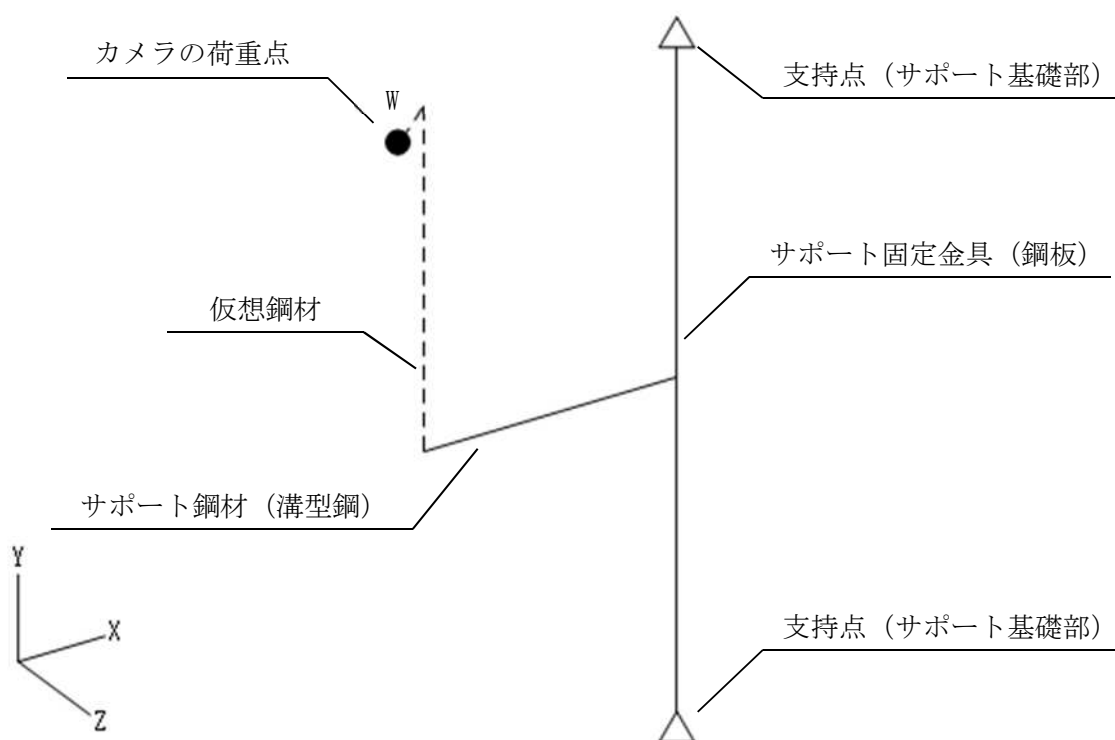 カメラの荷重点
支持点（サポート基礎部）
W
サポート固定金具（鋼板）
仮想鋼材
サポート鋼材（溝型鋼）
Y
X
Z
支持点（サポート基礎部）